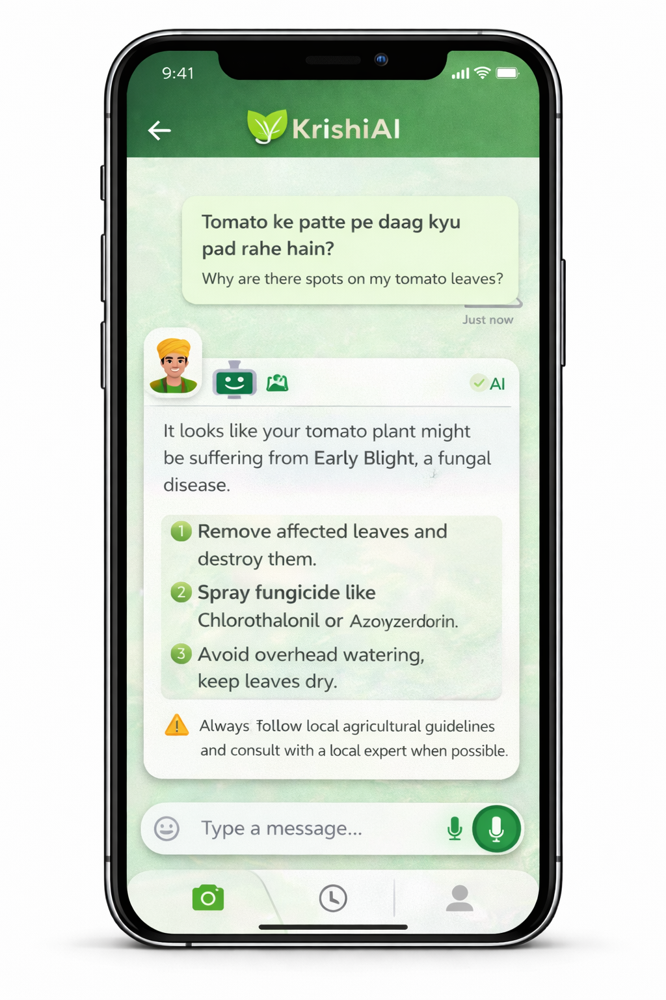 9:41
KrishiAI
Tomato ke patte pe daag kyu
pad rahe hain?
Why are there spots on my tomato leaves?
Just now
AI
It looks like your tomato plant might
be suffering from Early Blight, a fungal
disease.
1 Remove affected leaves and
destroy them.
2 Spray fungicide like
Chlorothalonil or Azoyyzerdorin.
3 Avoid overhead watering,
keep leaves dry.
Always follow local agricultural guidelines
and consult with a local expert when possible.
Type a message...